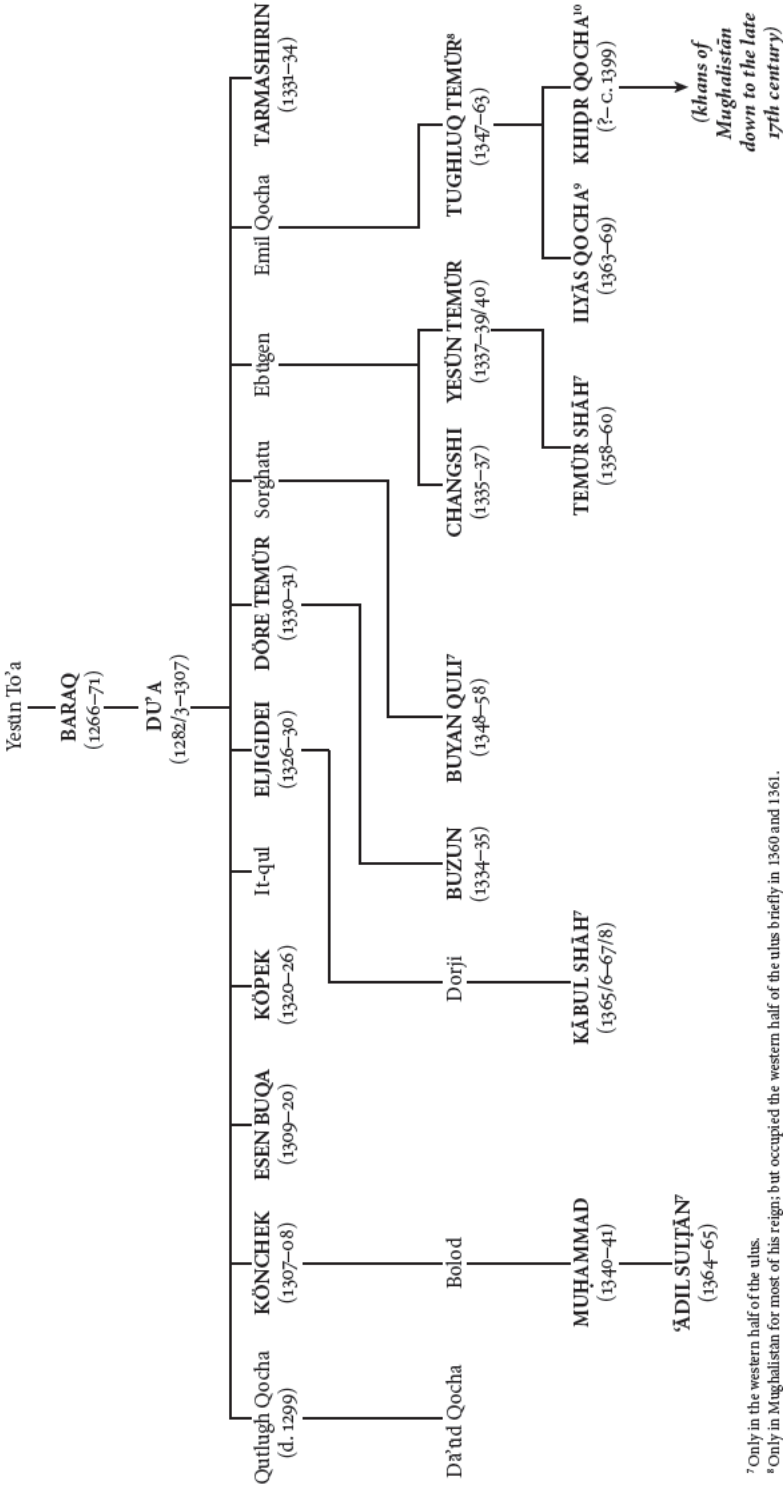 Yesün To’a
BARAQ
(1266–71)
DU’A
(1282/3–1307)
Qutlugh Qocha
(d. 1299)
KÖNCHEK
(1307–08)
ESEN BUQA
(1309–20)
KÖPEK
(1320–26)
It-qul
ELJIGIDEI
(1326–30)
DÖRE TEMÜR
(1330–31)
Sorghatu
Ebügen
Emil Qocha
TARMASHIRIN
(1331–34)
Da’ūd Qocha
Bolod
Dorji
BUZUN
(1334–35)
BUYAN QULI⁷
(1348–58)
CHANGSHI
(1335–37)
YESÜN TEMÜR
(1337–39/40)
TUGHLUQ TEMÜR⁸
(1347–63)
MUḤAMMAD
(1340–41)
KĀBUL SHĀH⁷
(1365/6–67/8)
TEMÜR SHĀH⁷
(1358–60)
ILYĀS QOCHA⁹
(1363–69)
KHIḌR QOCHA¹⁰
(?–c. 1399)
‘ĀDIL SULṬĀN⁷
(1364–65)
(khans of
Mughalistān
down to the late
17th century)
⁷ Only in the western half of the ulus.
⁸ Only in Mughalistān for most of his reign; but occupied the western half of the ulus briefly in 1360 and 1361.